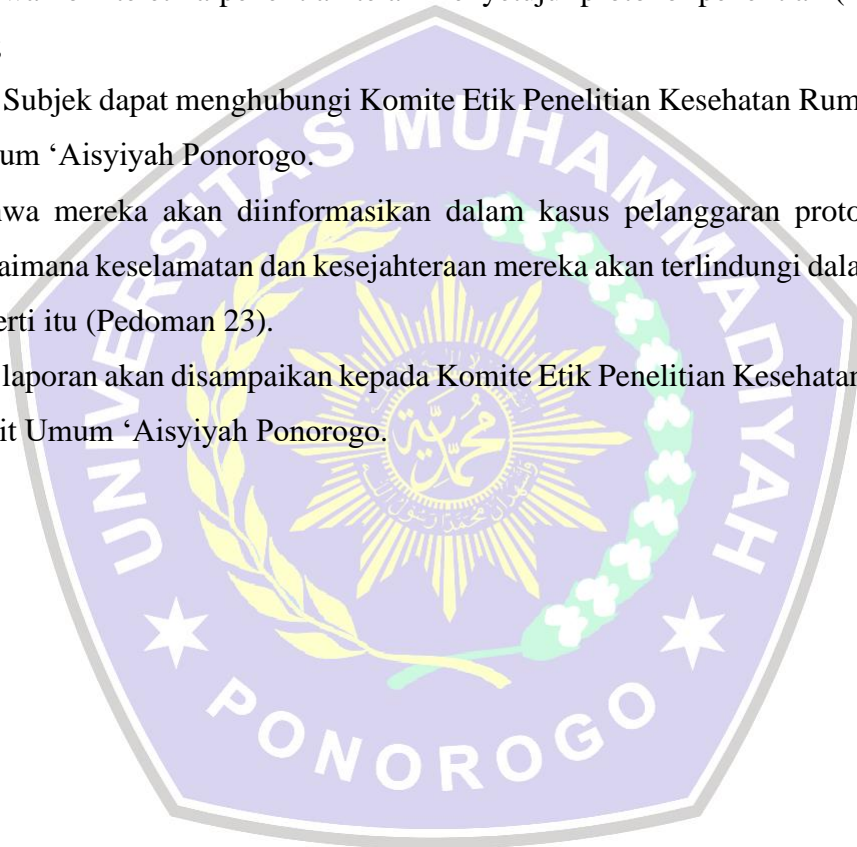 Subjek dapat menghubungi Komite Etik Penelitian Kesehatan Rum
um ‘Aisyiyah Ponorogo.
wa mereka akan diinformasikan dalam kasus pelanggaran proto
aimana keselamatan dan kesejahteraan mereka akan terlindungi dala
erti itu (Pedoman 23).
laporan akan disampaikan kepada Komite Etik Penelitian Kesehatan
it Umum ‘Aisyiyah Ponorogo.
UNIVERSITAS MUHAMMADIYAH
PONOROGO